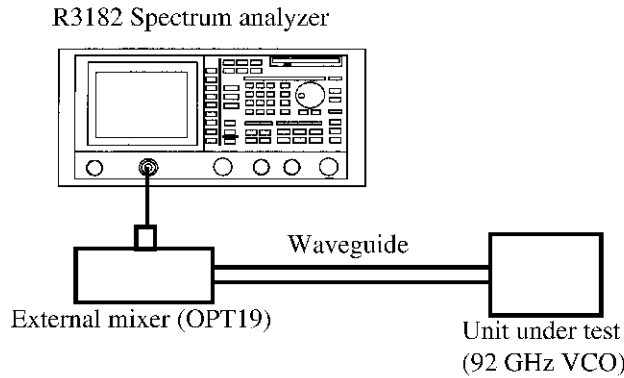 R3182 Spectrum analyzer
Waveguide
External mixer (OPT19)
Unit under test
(92 GHz VCO)